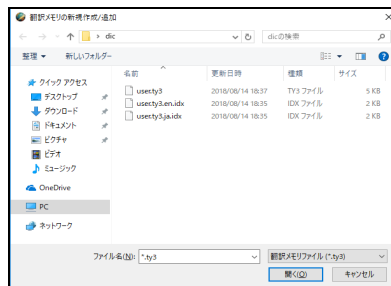 翻訳メモリの新規作成/追加
dic
dicの検索
整理
新しいフォルダー
名前
更新日時
種類
サイズ
user.ty3
2018/08/14 18:37
TY3 ファイル
5 KB
user.ty3.en.idx
2018/08/14 18:35
IDX ファイル
2 KB
user.ty3.ja.idx
2018/08/14 18:35
IDX ファイル
2 KB
クイック アクセス
デスクトップ
ダウンロード
ドキュメント
ピクチャ
ビデオ
ミュージック
OneDrive
PC
ネットワーク
ファイル名(N):
*.ty3
翻訳メモリファイル (*.ty3)
開く(O)
キャンセル